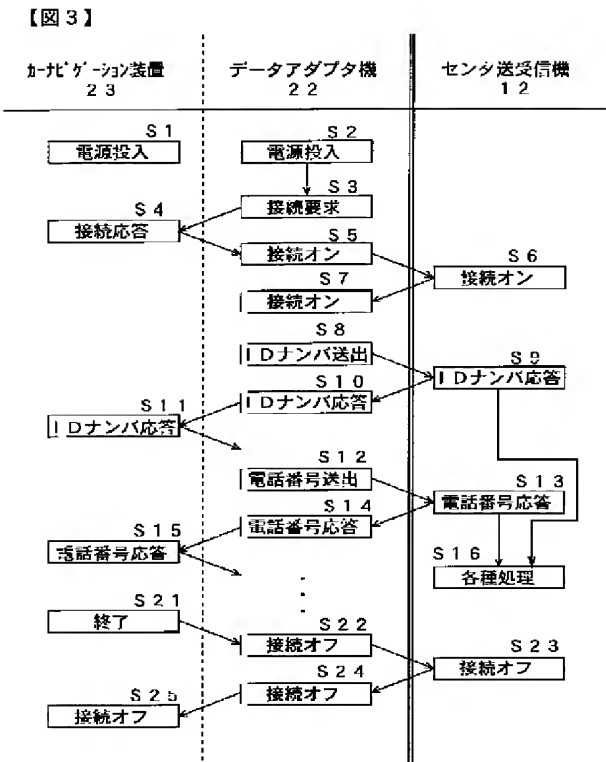 【図３】
カーナビゲーション装置 データアダプタ機 センタ送受信機
２３ ２２ １２
Ｓ１ Ｓ２
電源投入 電源投入
Ｓ３
接続要求
Ｓ４
接続応答
Ｓ５
接続オン
Ｓ６
接続オン
Ｓ７
接続オン
Ｓ８
ＩＤナンバ送出
Ｓ９
ＩＤナンバ応答
Ｓ１０
ＩＤナンバ応答
Ｓ１１
ＩＤナンバ応答
Ｓ１２
電話番号送出
Ｓ１３
電話番号応答
Ｓ１４
電話番号応答
Ｓ１５
電話番号応答
Ｓ１６
各種処理
Ｓ２１
終了
Ｓ２２
接続オフ
Ｓ２３
接続オフ
Ｓ２４
接続オフ
Ｓ２５
接続オフ